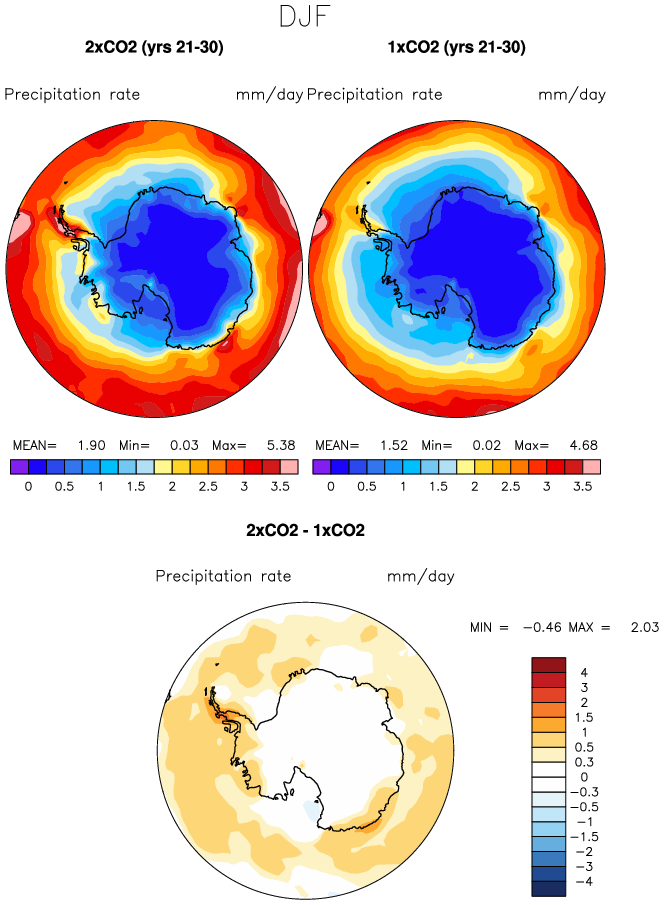 DJF
2xCO2 (yrs 21-30) 1xCO2 (yrs 21-30)
Precipitation rate mm/day Precipitation rate mm/day
MEAN= 1.90 Min= 0.03 Max= 5.38 MEAN= 1.52 Min= 0.02 Max= 4.68
0 0.5 1 1.5 2 2.5 3 3.5 0 0.5 1 1.5 2 2.5 3 3.5
2xCO2 - 1xCO2
Precipitation rate mm/day
MIN = -0.46 MAX = 2.03
4
3
2
1.5
1
0.5
0.3
0
-0.3
-0.5
-1
-1.5
-2
-3
-4